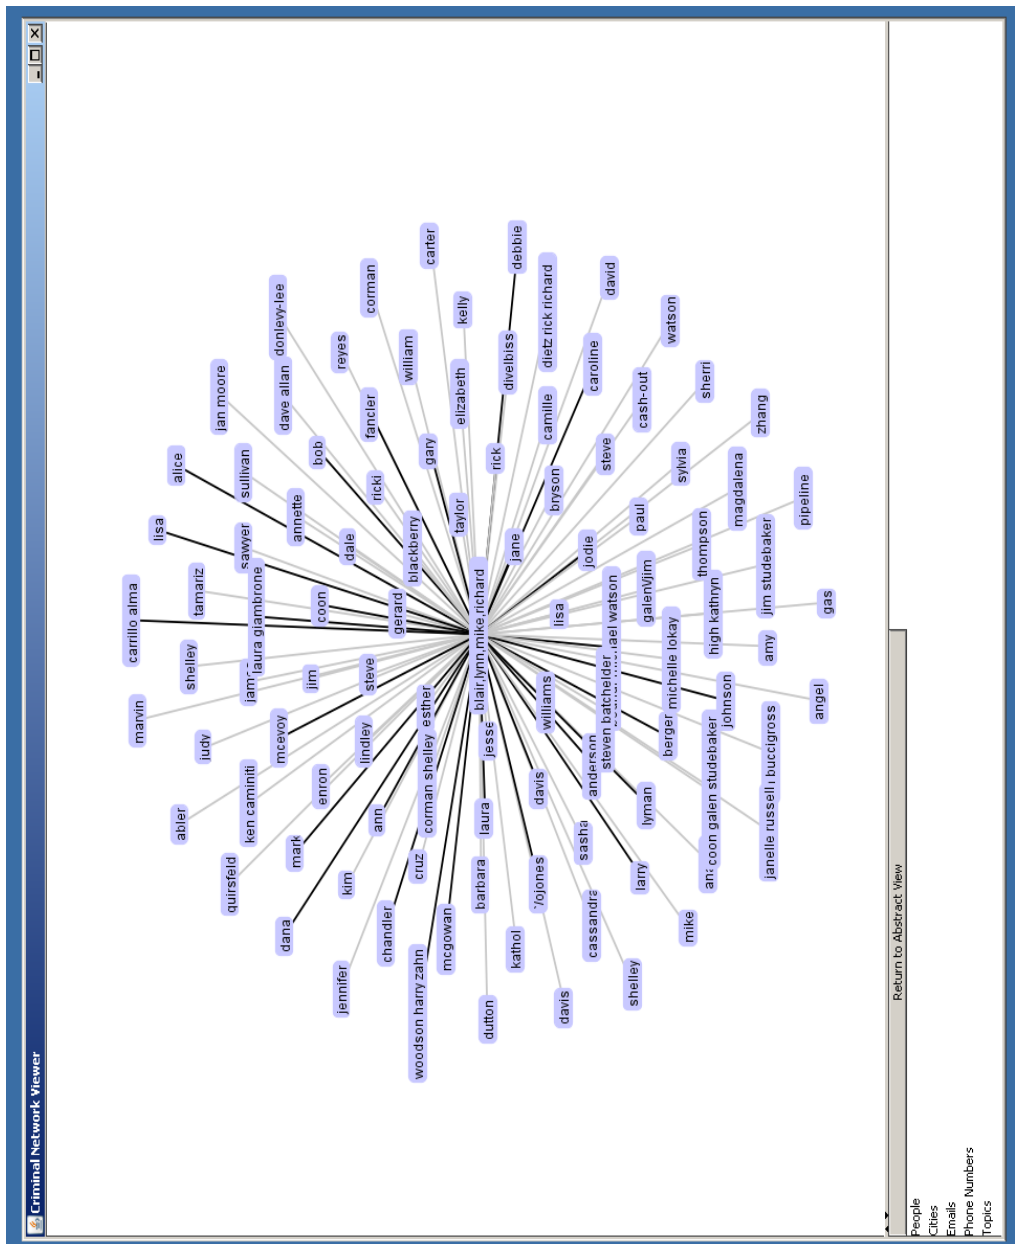 Criminal Network Viewer
marvin
abler
quirsfeld
dana
jennifer
woodson harry zahn
dutton
davis
shelley
mike
carrillo alma
shelley
judy
ken caminiti
mark
kim
chandler
mcgowan
kathol
cassandra
larry
lisa
tamariz
laura giambrone
jim
mcevoy
enron
ann
cruz
barbara
sasha
lyman
coon galen studebaker
janelle russell
buccigross
angel
alice
sawyer
coon
steve
lindley
corman shelley
esther
laura
jesse
davis
anderson
williams
steven batchelder
berger
johnson
michelle lokay
amy
gas
jan moore
sullivan
annette
dale
gerard
blackberry
blair,lynn,mike,richard
lisa
high kathryn
jim studebaker
pipeline
donlevy-lee
dave allan
bob
ricki
taylor
jane
jodie
paul
thompson
magdalena
zhang
reyes
fancler
gary
rick
bryson
steve
sylvia
sherri
corman
william
elizabeth
kelly
divelbiss
camille
caroline
cash-out
watson
carter
debbie
dietz rick richard
david
Return to Abstract View
People
Cities
Emails
Phone Numbers
Topics